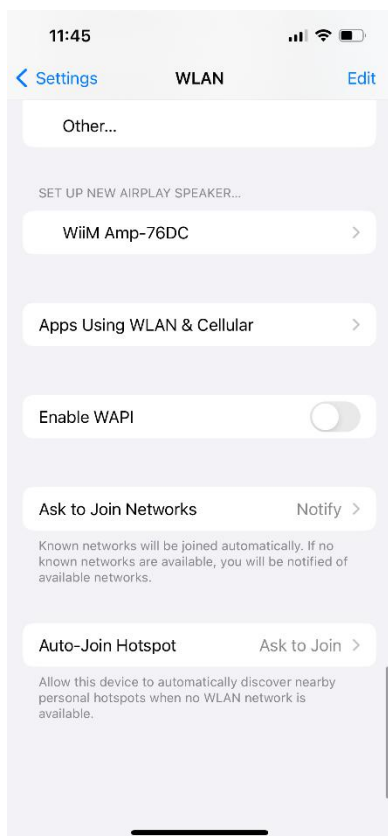 11:45
Settings WLAN Edit
Other...
SET UP NEW AIRPLAY SPEAKER...
WiiM Amp-76DC
Apps Using WLAN & Cellular
Enable WAPI
Ask to Join Networks Notify
Known networks will be joined automatically. If no
known networks are available, you will be notified of
available networks.
Auto-Join Hotspot Ask to Join
Allow this device to automatically discover nearby
personal hotspots when no WLAN network is
available.